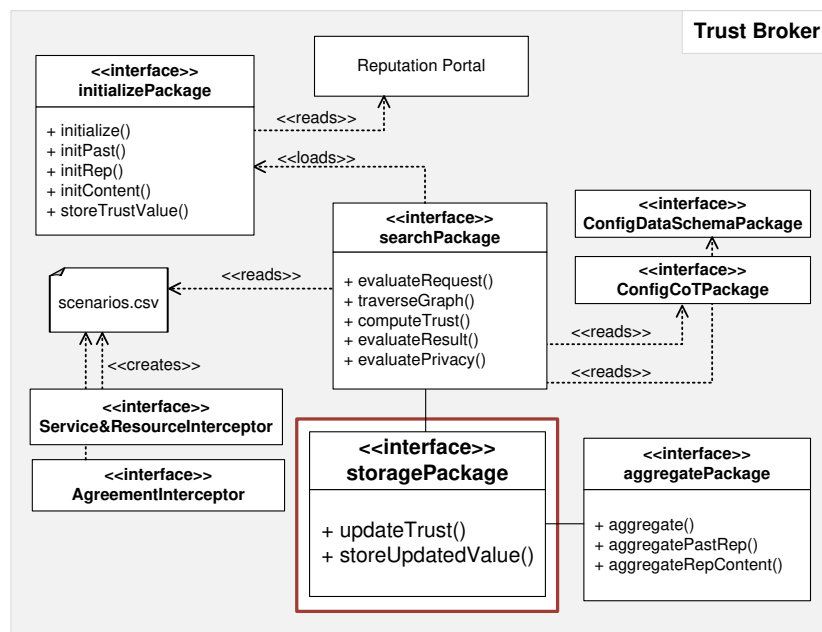 Trust Broker
<<interface>>
initializePackage
+ initialize()
+ initPast()
+ initRep()
+ initContent()
+ storeTrustValue()
Reputation Portal
<<reads>>
<<loads>>
<<interface>>
searchPackage
+ evaluateRequest()
+ traverseGraph()
+ computeTrust()
+ evaluateResult()
+ evaluatePrivacy()
<<interface>>
ConfigDataSchemaPackage
<<interface>>
ConfigCoTPackage
<<reads>>
<<reads>>
<<reads>>
scenarios.csv
<<creates>>
<<interface>>
Service&ResourceInterceptor
<<interface>>
AgreementInterceptor
<<interface>>
storagePackage
+ updateTrust()
+ storeUpdatedValue()
<<interface>>
aggregatePackage
+ aggregate()
+ aggregatePastRep()
+ aggregateRepContent()